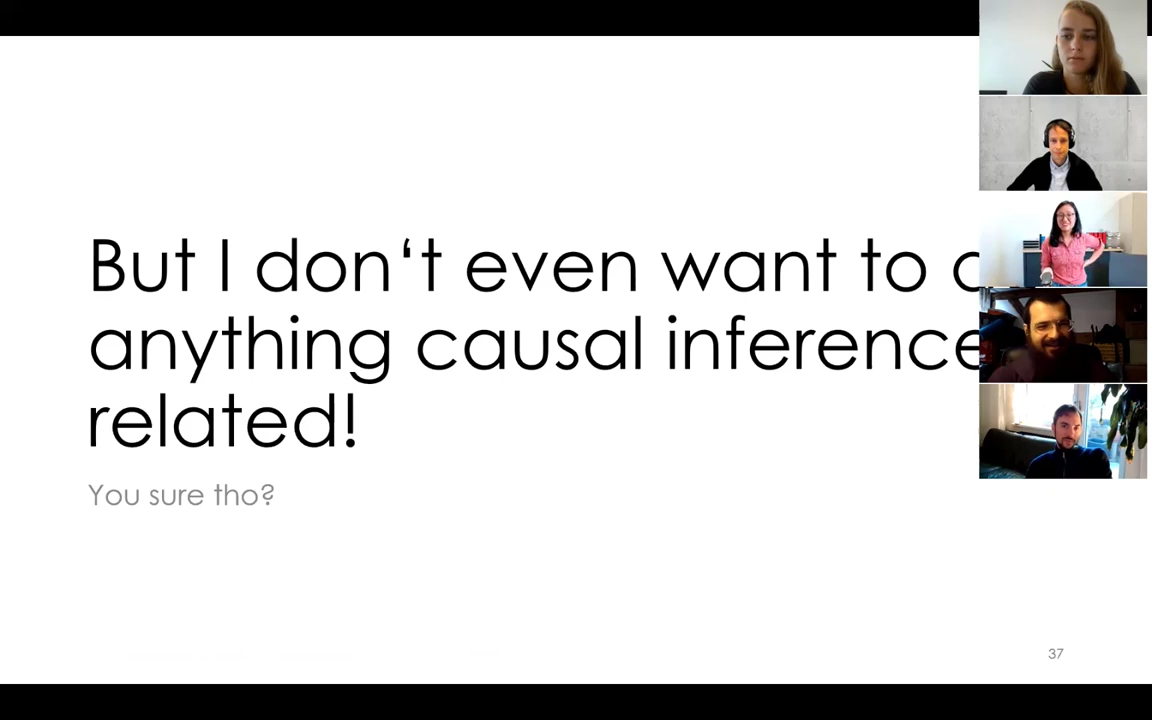 But I don‘t even want to
anything causal inference
related!
You sure tho?
37